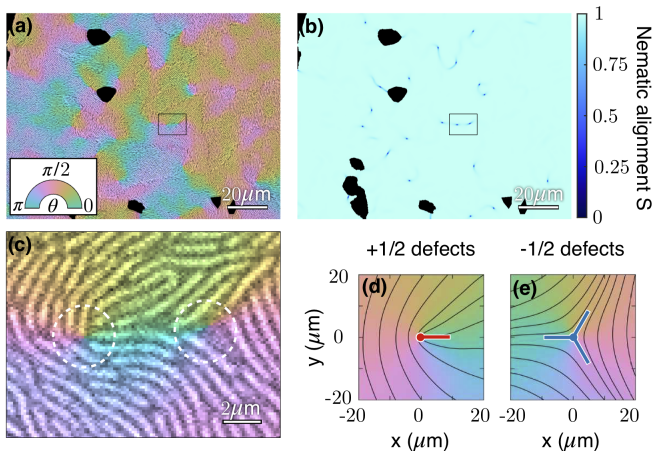 (a)
π/2
π θ 0
20μm
(b)
20μm
1
0.75
0.5
0.25
0
Nematic alignment S
(c)
2μm
+1/2 defects
-1/2 defects
(d)
(e)
20
0
-20
y (μm)
-20 0 20
x (μm)
-20 0 20
x (μm)